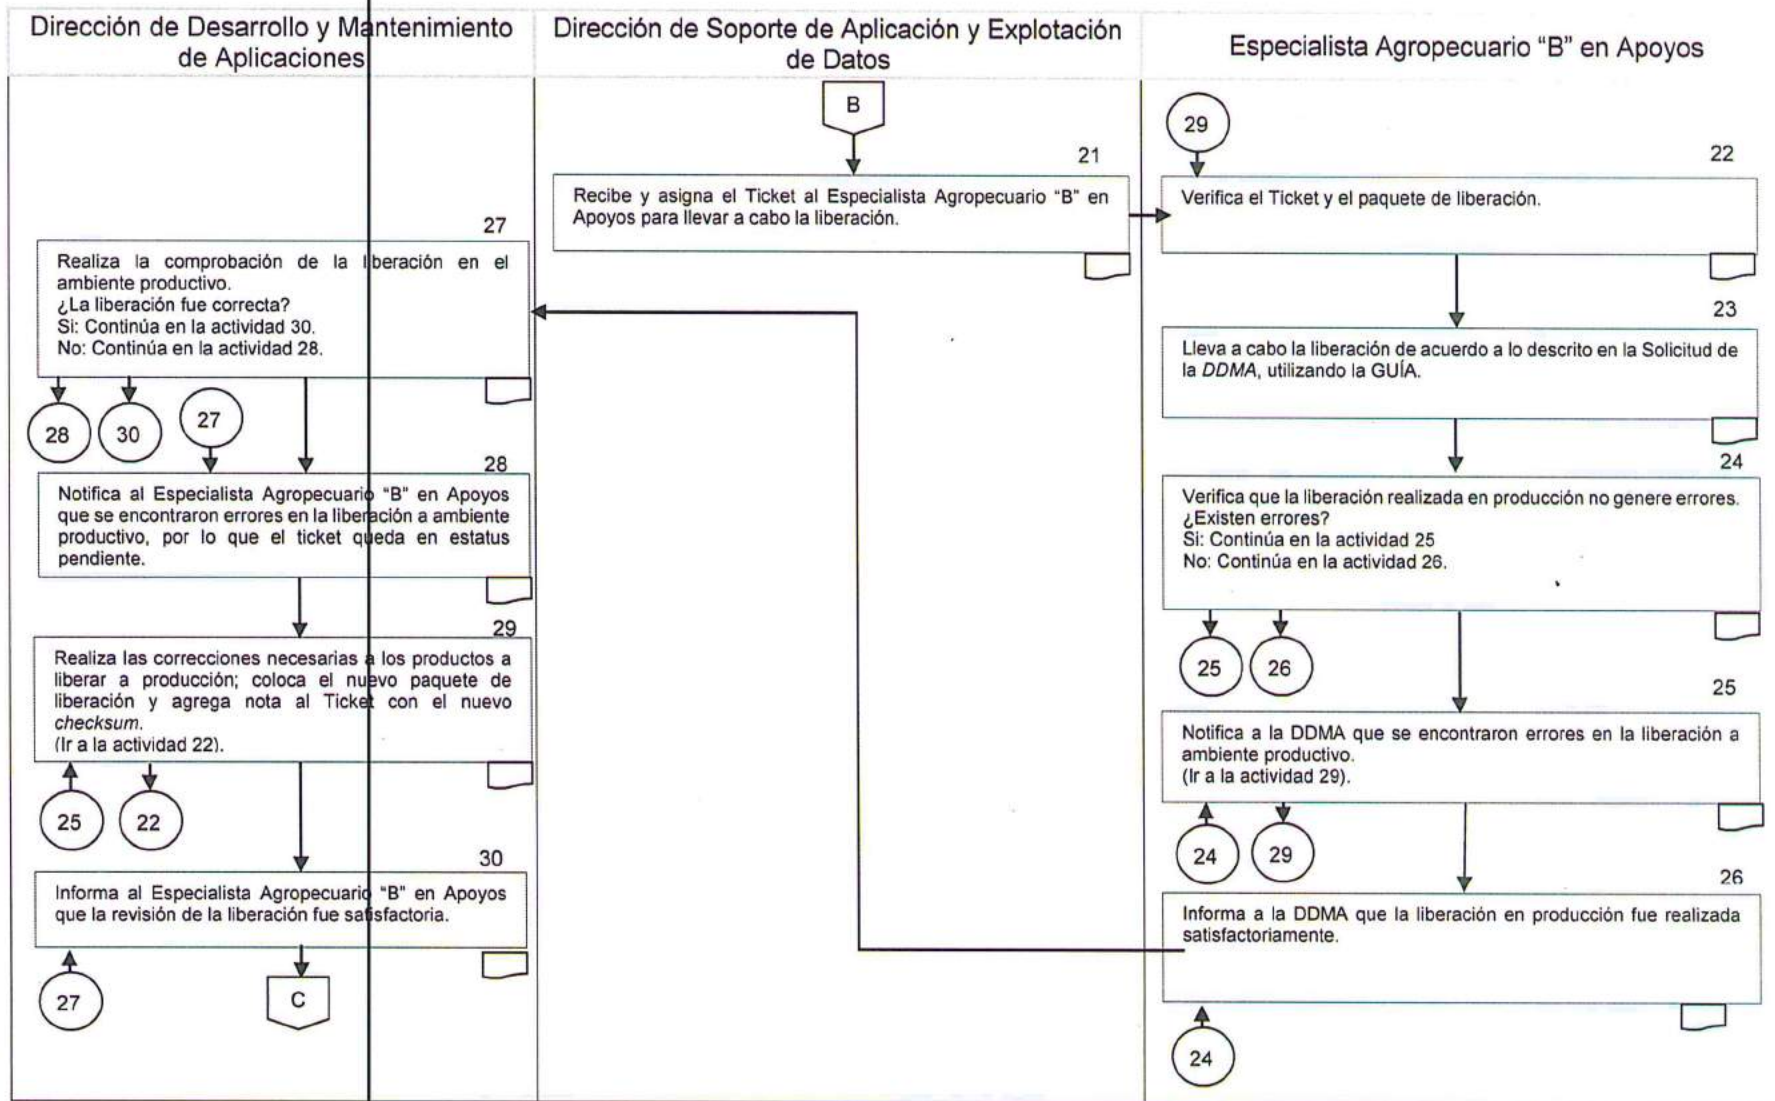 Dirección de Desarrollo y Mantenimiento
de Aplicaciones
Dirección de Soporte de Aplicación y Explotación
de Datos
Especialista Agropecuario “B” en Apoyos
27
Realiza la comprobación de la liberación en el
ambiente productivo.
¿La liberación fue correcta?
Si: Continúa en la actividad 30.
No: Continúa en la actividad 28.
28
30
27
28
Notifica al Especialista Agropecuario “B” en Apoyos
que se encontraron errores en la liberación a ambiente
productivo, por lo que el ticket queda en estatus
pendiente.
29
Realiza las correcciones necesarias a los productos a
liberar a producción; coloca el nuevo paquete de
liberación y agrega nota al Ticket con el nuevo
checksum.
(Ir a la actividad 22).
25
22
30
Informa al Especialista Agropecuario “B” en Apoyos
que la revisión de la liberación fue satisfactoria.
27
C
B
21
Recibe y asigna el Ticket al Especialista Agropecuario “B” en
Apoyos para llevar a cabo la liberación.
29
22
Verifica el Ticket y el paquete de liberación.
23
Lleva a cabo la liberación de acuerdo a lo descrito en la Solicitud de
la DDMA, utilizando la GUÍA.
24
Verifica que la liberación realizada en producción no genere errores.
¿Existen errores?
Si: Continúa en la actividad 25
No: Continúa en la actividad 26.
25
26
25
Notifica a la DDMA que se encontraron errores en la liberación a
ambiente productivo.
(Ir a la actividad 29).
24
29
26
Informa a la DDMA que la liberación en producción fue realizada
satisfactoriamente.
24